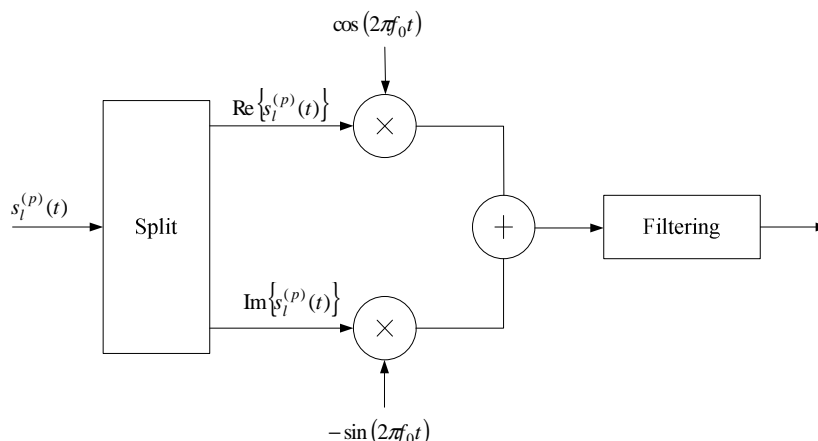 cos(2πf₀t)
Re{s_l^(p)(t)}
×
s_l^(p)(t)
Split
+
Filtering
Im{s_l^(p)(t)}
×
−sin(2πf₀t)